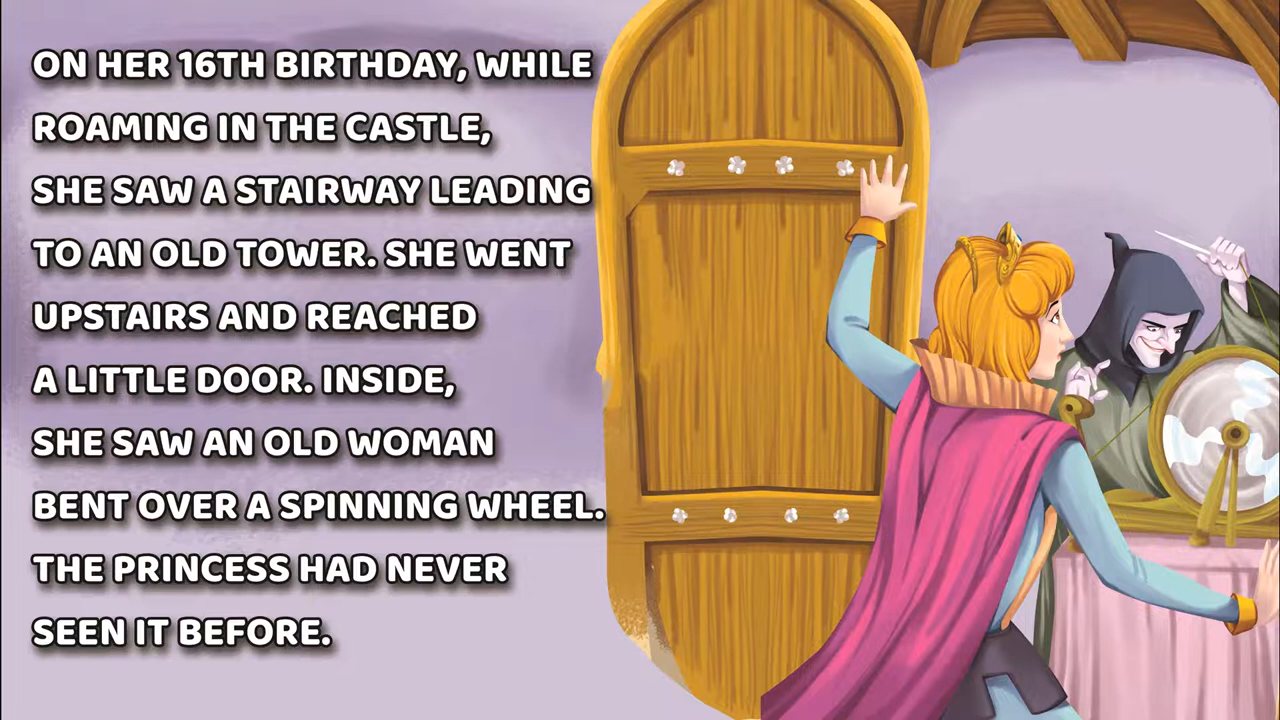 ON HER 16TH BIRTHDAY, WHILE
ROAMING IN THE CASTLE,
SHE SAW A STAIRWAY LEADING
TO AN OLD TOWER. SHE WENT
UPSTAIRS AND REACHED
A LITTLE DOOR. INSIDE,
SHE SAW AN OLD WOMAN
BENT OVER A SPINNING WHEEL.
THE PRINCESS HAD NEVER
SEEN IT BEFORE.